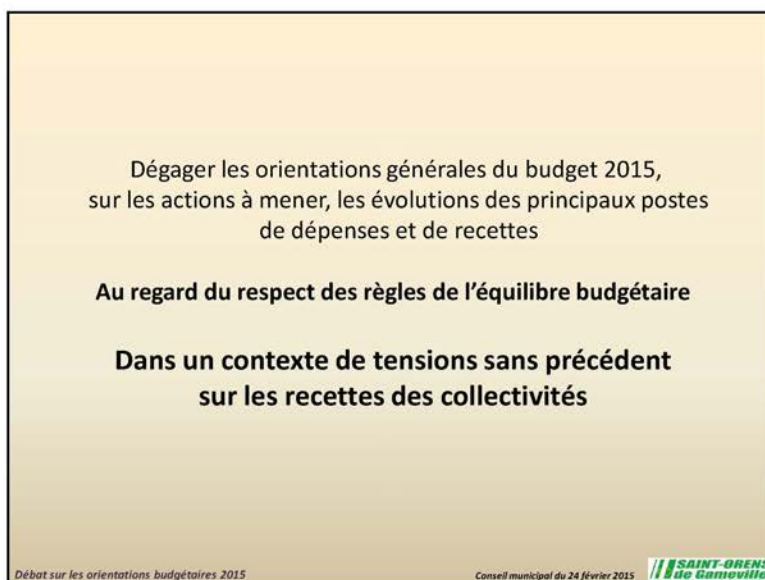 Dégager les orientations générales du budget 2015,
sur les actions à mener, les évolutions des principaux postes
de dépenses et de recettes
Au regard du respect des règles de l’équilibre budgétaire
Dans un contexte de tensions sans précédent
sur les recettes des collectivités
Débat sur les orientations budgétaires 2015
Conseil municipal du 24 février 2015
SAINT-ORENS
de Gameville